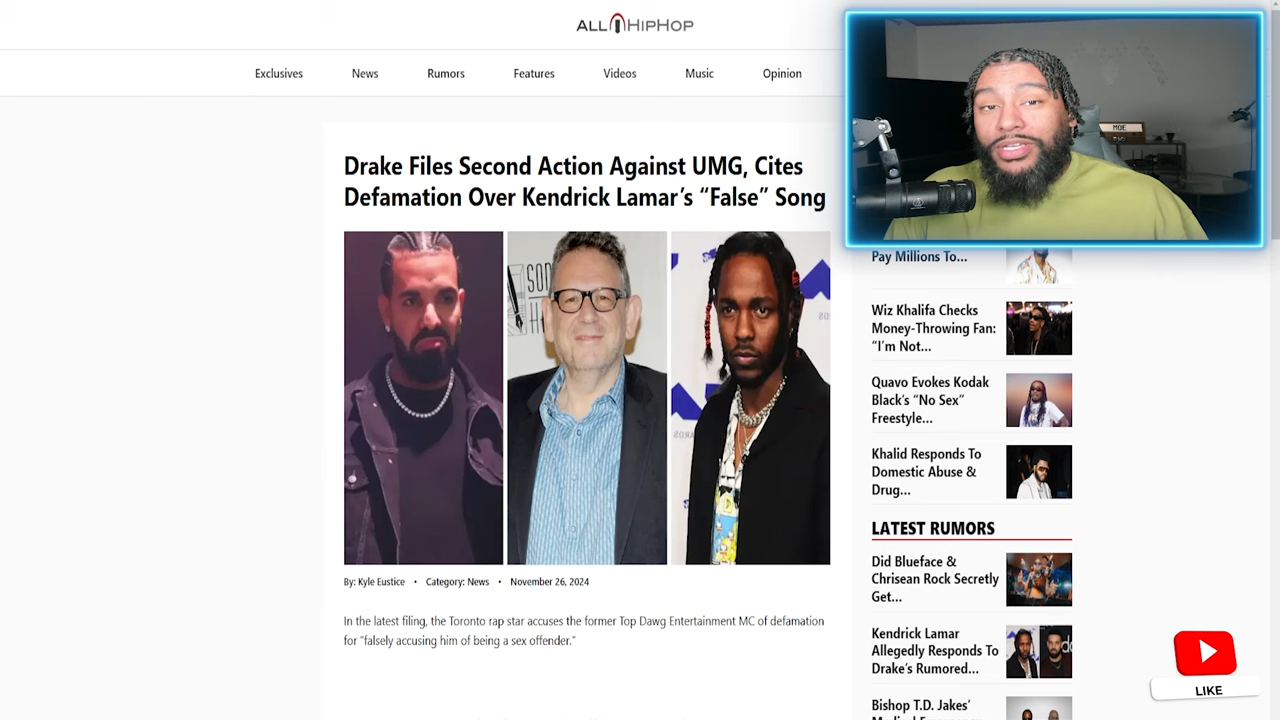 ALL HIPHOP
Exclusives News Rumors Features Videos Music Opinion
MOE
Drake Files Second Action Against UMG, Cites
Defamation Over Kendrick Lamar's “False” Song
By: Kyle Eustice • Category: News • November 26, 2024
In the latest filing, the Toronto rap star accuses the former Top Dawg Entertainment MC of defamation
for “falsely accusing him of being a sex offender.”
Pay Millions To...
Wiz Khalifa Checks
Money-Throwing Fan:
“I'm Not...
Quavo Evokes Kodak
Black's “No Sex”
Freestyle...
Khalid Responds To
Domestic Abuse &
Drug...
LATEST RUMORS
Did Blueface &
Chrisean Rock Secretly
Get...
Kendrick Lamar
Allegedly Responds To
Drake's Rumored...
Bishop T.D. Jakes'
LIKE